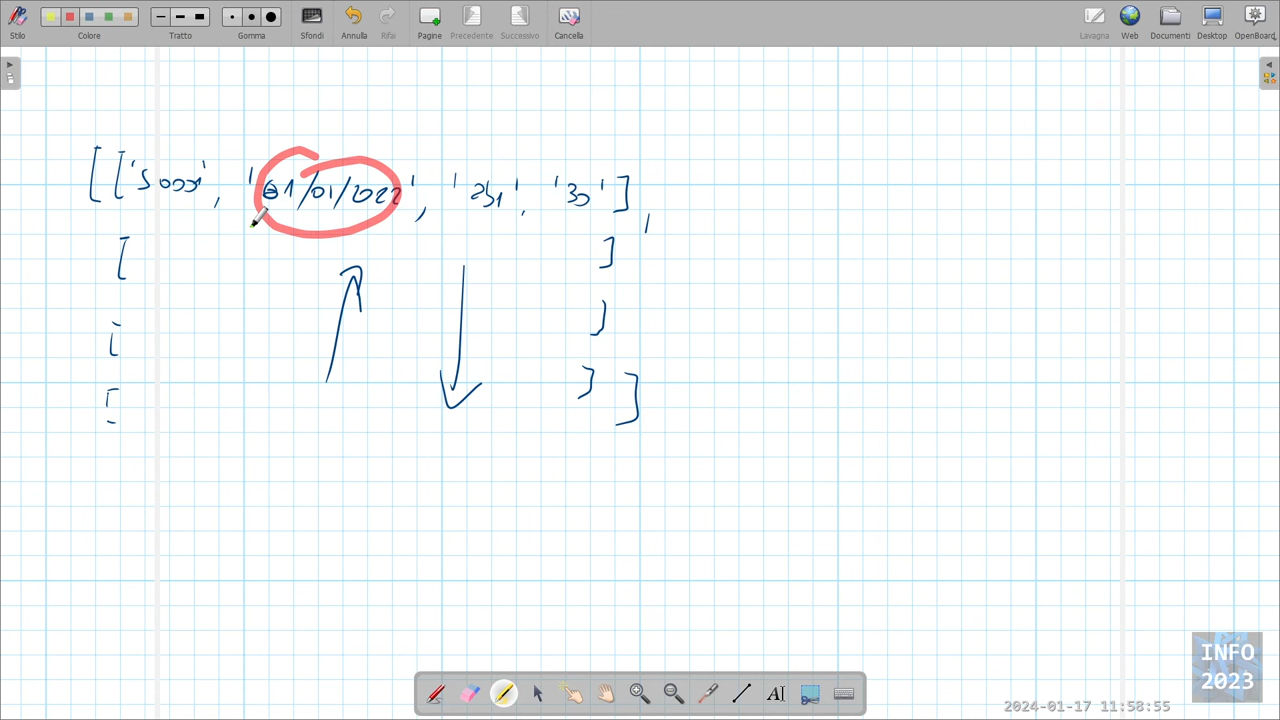 Stilo Colore Tratto Gomma Sfondi Annulla Rifai Pagine Precedente Successivo Cancella Lavagna Web Documenti Desktop OpenBoard
'01/01/2022', '251', '30' ],
[ ]
[ ]
[ ] ]
INFO
2023
2024-01-17 11:58:55